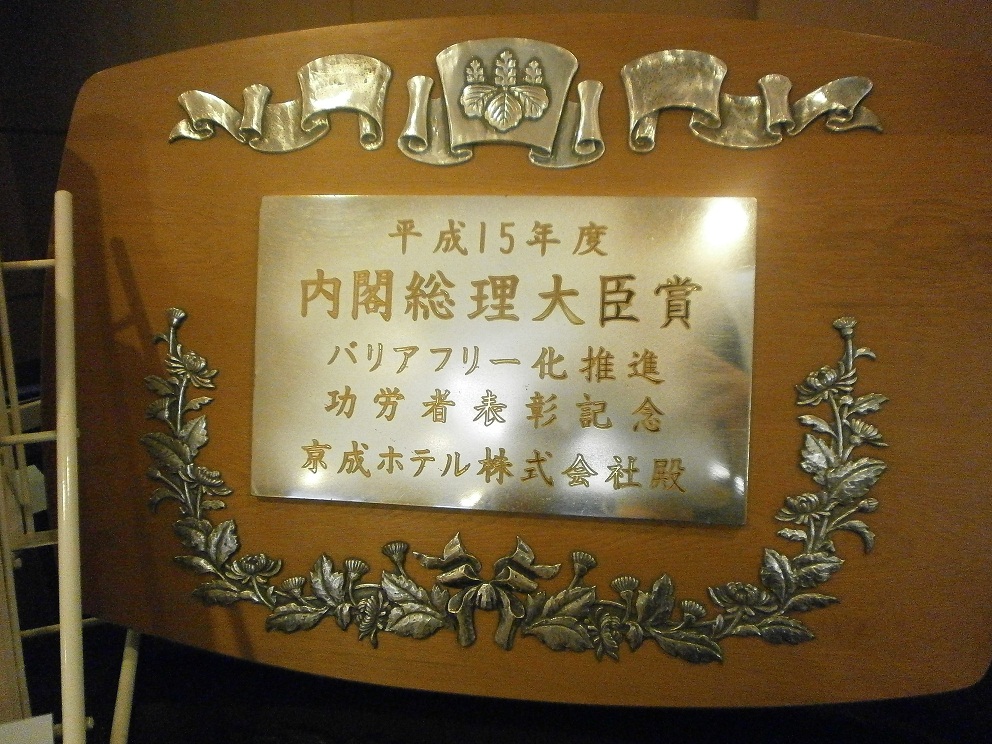 平成15年度
内閣総理大臣賞
バリアフリー化推進
功労者表彰記念
京成ホテル株式会社殿